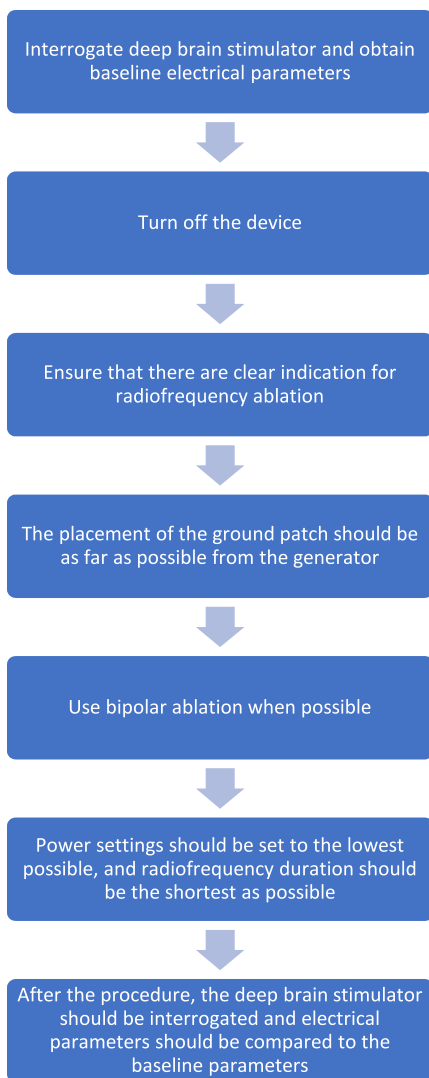 Interrogate deep brain stimulator and obtain
baseline electrical parameters
Turn off the device
Ensure that there are clear indication for
radiofrequency ablation
The placement of the ground patch should be
as far as possible from the generator
Use bipolar ablation when possible
Power settings should be set to the lowest
possible, and radiofrequency duration should
be the shortest as possible
After the procedure, the deep brain stimulator
should be interrogated and electrical
parameters should be compared to the
baseline parameters